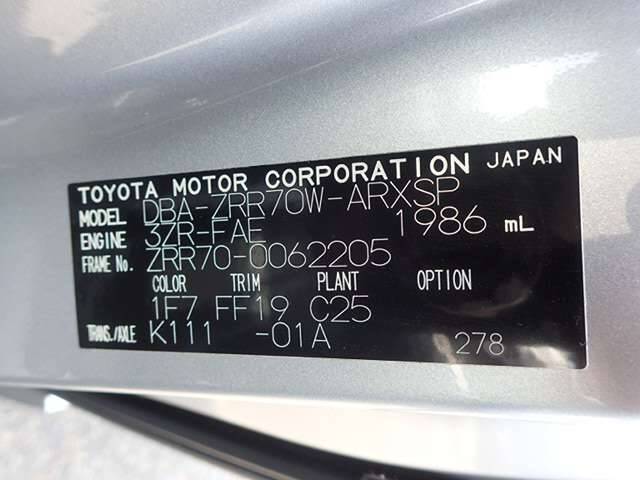 TOYOTA MOTOR CORPORATION JAPAN
MODEL DBA-ZRR70W-ARXSP
ENGINE 3ZR-FAE 1986 mL
FRAME No. ZRR70-0062205
COLOR TRIM PLANT OPTION
1F7 FF19 C25
TRANS./AXLE K111 -01A 278